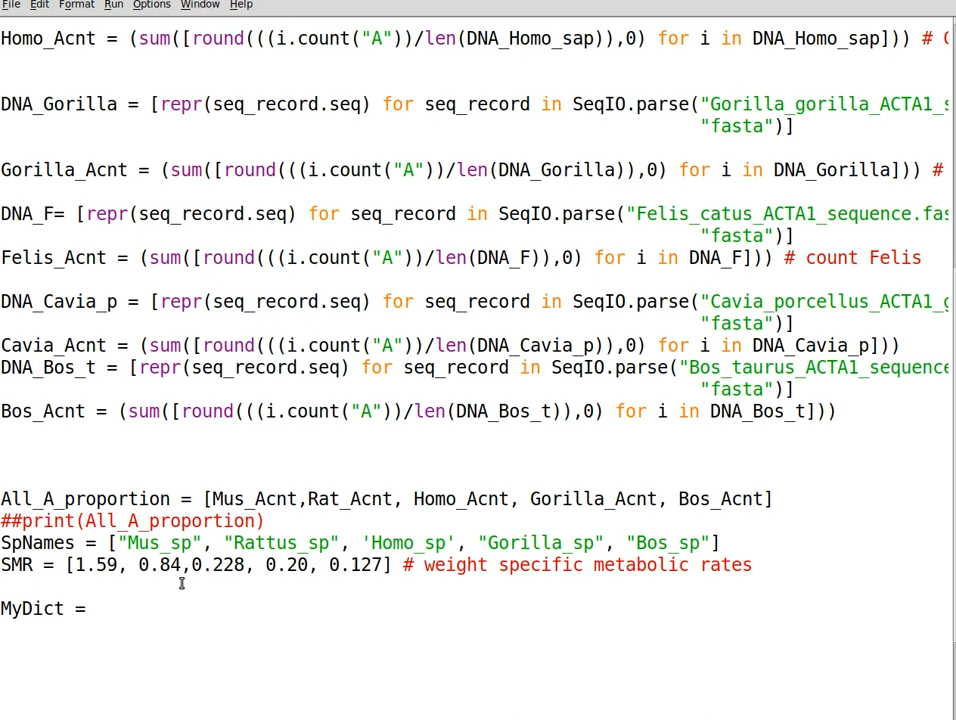 File Edit Format Run Options Window Help
Homo_Acnt = (sum([round(((i.count("A"))/len(DNA_Homo_sap)),0) for i in DNA_Homo_sap])) #
DNA_Gorilla = [repr(seq_record.seq) for seq_record in SeqIO.parse("Gorilla_gorilla_ACTA1_s
"fasta")]
Gorilla_Acnt = (sum([round(((i.count("A"))/len(DNA_Gorilla)),0) for i in DNA_Gorilla])) #
DNA_F= [repr(seq_record.seq) for seq_record in SeqIO.parse("Felis_catus_ACTA1_sequence.fas
"fasta")]
Felis_Acnt = (sum([round(((i.count("A"))/len(DNA_F)),0) for i in DNA_F])) # count Felis
DNA_Cavia_p = [repr(seq_record.seq) for seq_record in SeqIO.parse("Cavia_porcellus_ACTA1_g
"fasta")]
Cavia_Acnt = (sum([round(((i.count("A"))/len(DNA_Cavia_p)),0) for i in DNA_Cavia_p]))
DNA_Bos_t = [repr(seq_record.seq) for seq_record in SeqIO.parse("Bos_taurus_ACTA1_sequence
"fasta")]
Bos_Acnt = (sum([round(((i.count("A"))/len(DNA_Bos_t)),0) for i in DNA_Bos_t]))
All_A_proportion = [Mus_Acnt,Rat_Acnt, Homo_Acnt, Gorilla_Acnt, Bos_Acnt]
##print(All_A_proportion)
SpNames = ["Mus_sp", "Rattus_sp", 'Homo_sp', "Gorilla_sp", "Bos_sp"]
SMR = [1.59, 0.84,0.228, 0.20, 0.127] # weight specific metabolic rates
MyDict =